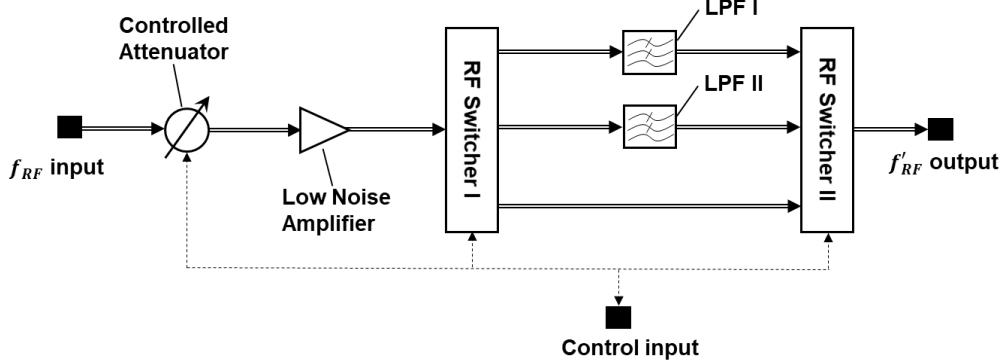 Controlled
Attenuator
LPF I
LPF II
RF Switcher I
RF Switcher II
f_RF input
Low Noise
Amplifier
f'_RF output
Control input